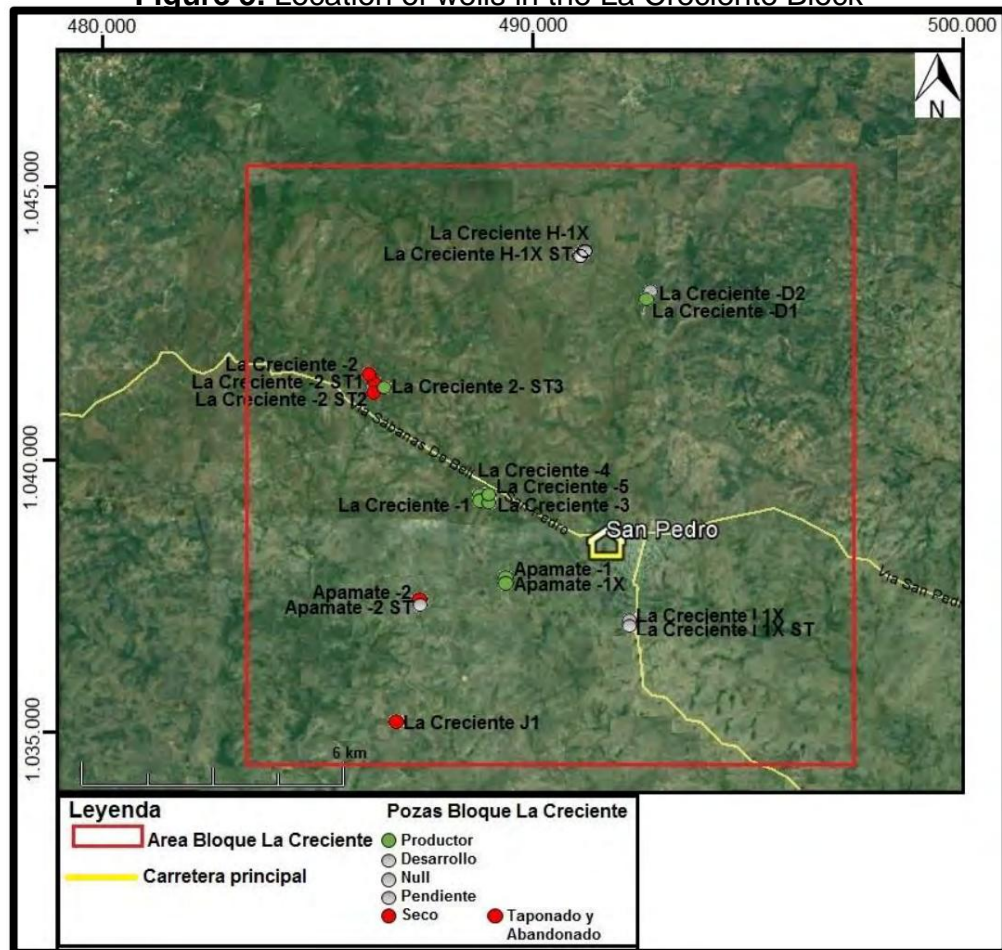 Figure 3. Location of wells in the La Creciente Block
480.000 490.000 500.000
N
1.045.000
La Creciente H-1X
La Creciente H-1X ST
La Creciente -D2
La Creciente -D1
La Creciente -2
La Creciente -2 ST1
La Creciente 2- ST3
La Creciente -2 ST2
1.040.000
La Creciente -4
La Creciente -5
La Creciente -1
La Creciente -3
San Pedro
Apamate -1
Apamate -1X
Apamate -2
Apamate -2 ST
La Creciente I 1X
La Creciente I 1X ST
La Creciente J1
1.035.000
6 km
Leyenda
Area Bloque La Creciente
Carretera principal
Pozas Bloque La Creciente
Productor
Desarrollo
Null
Pendiente
Seco
Taponado y
Abandonado